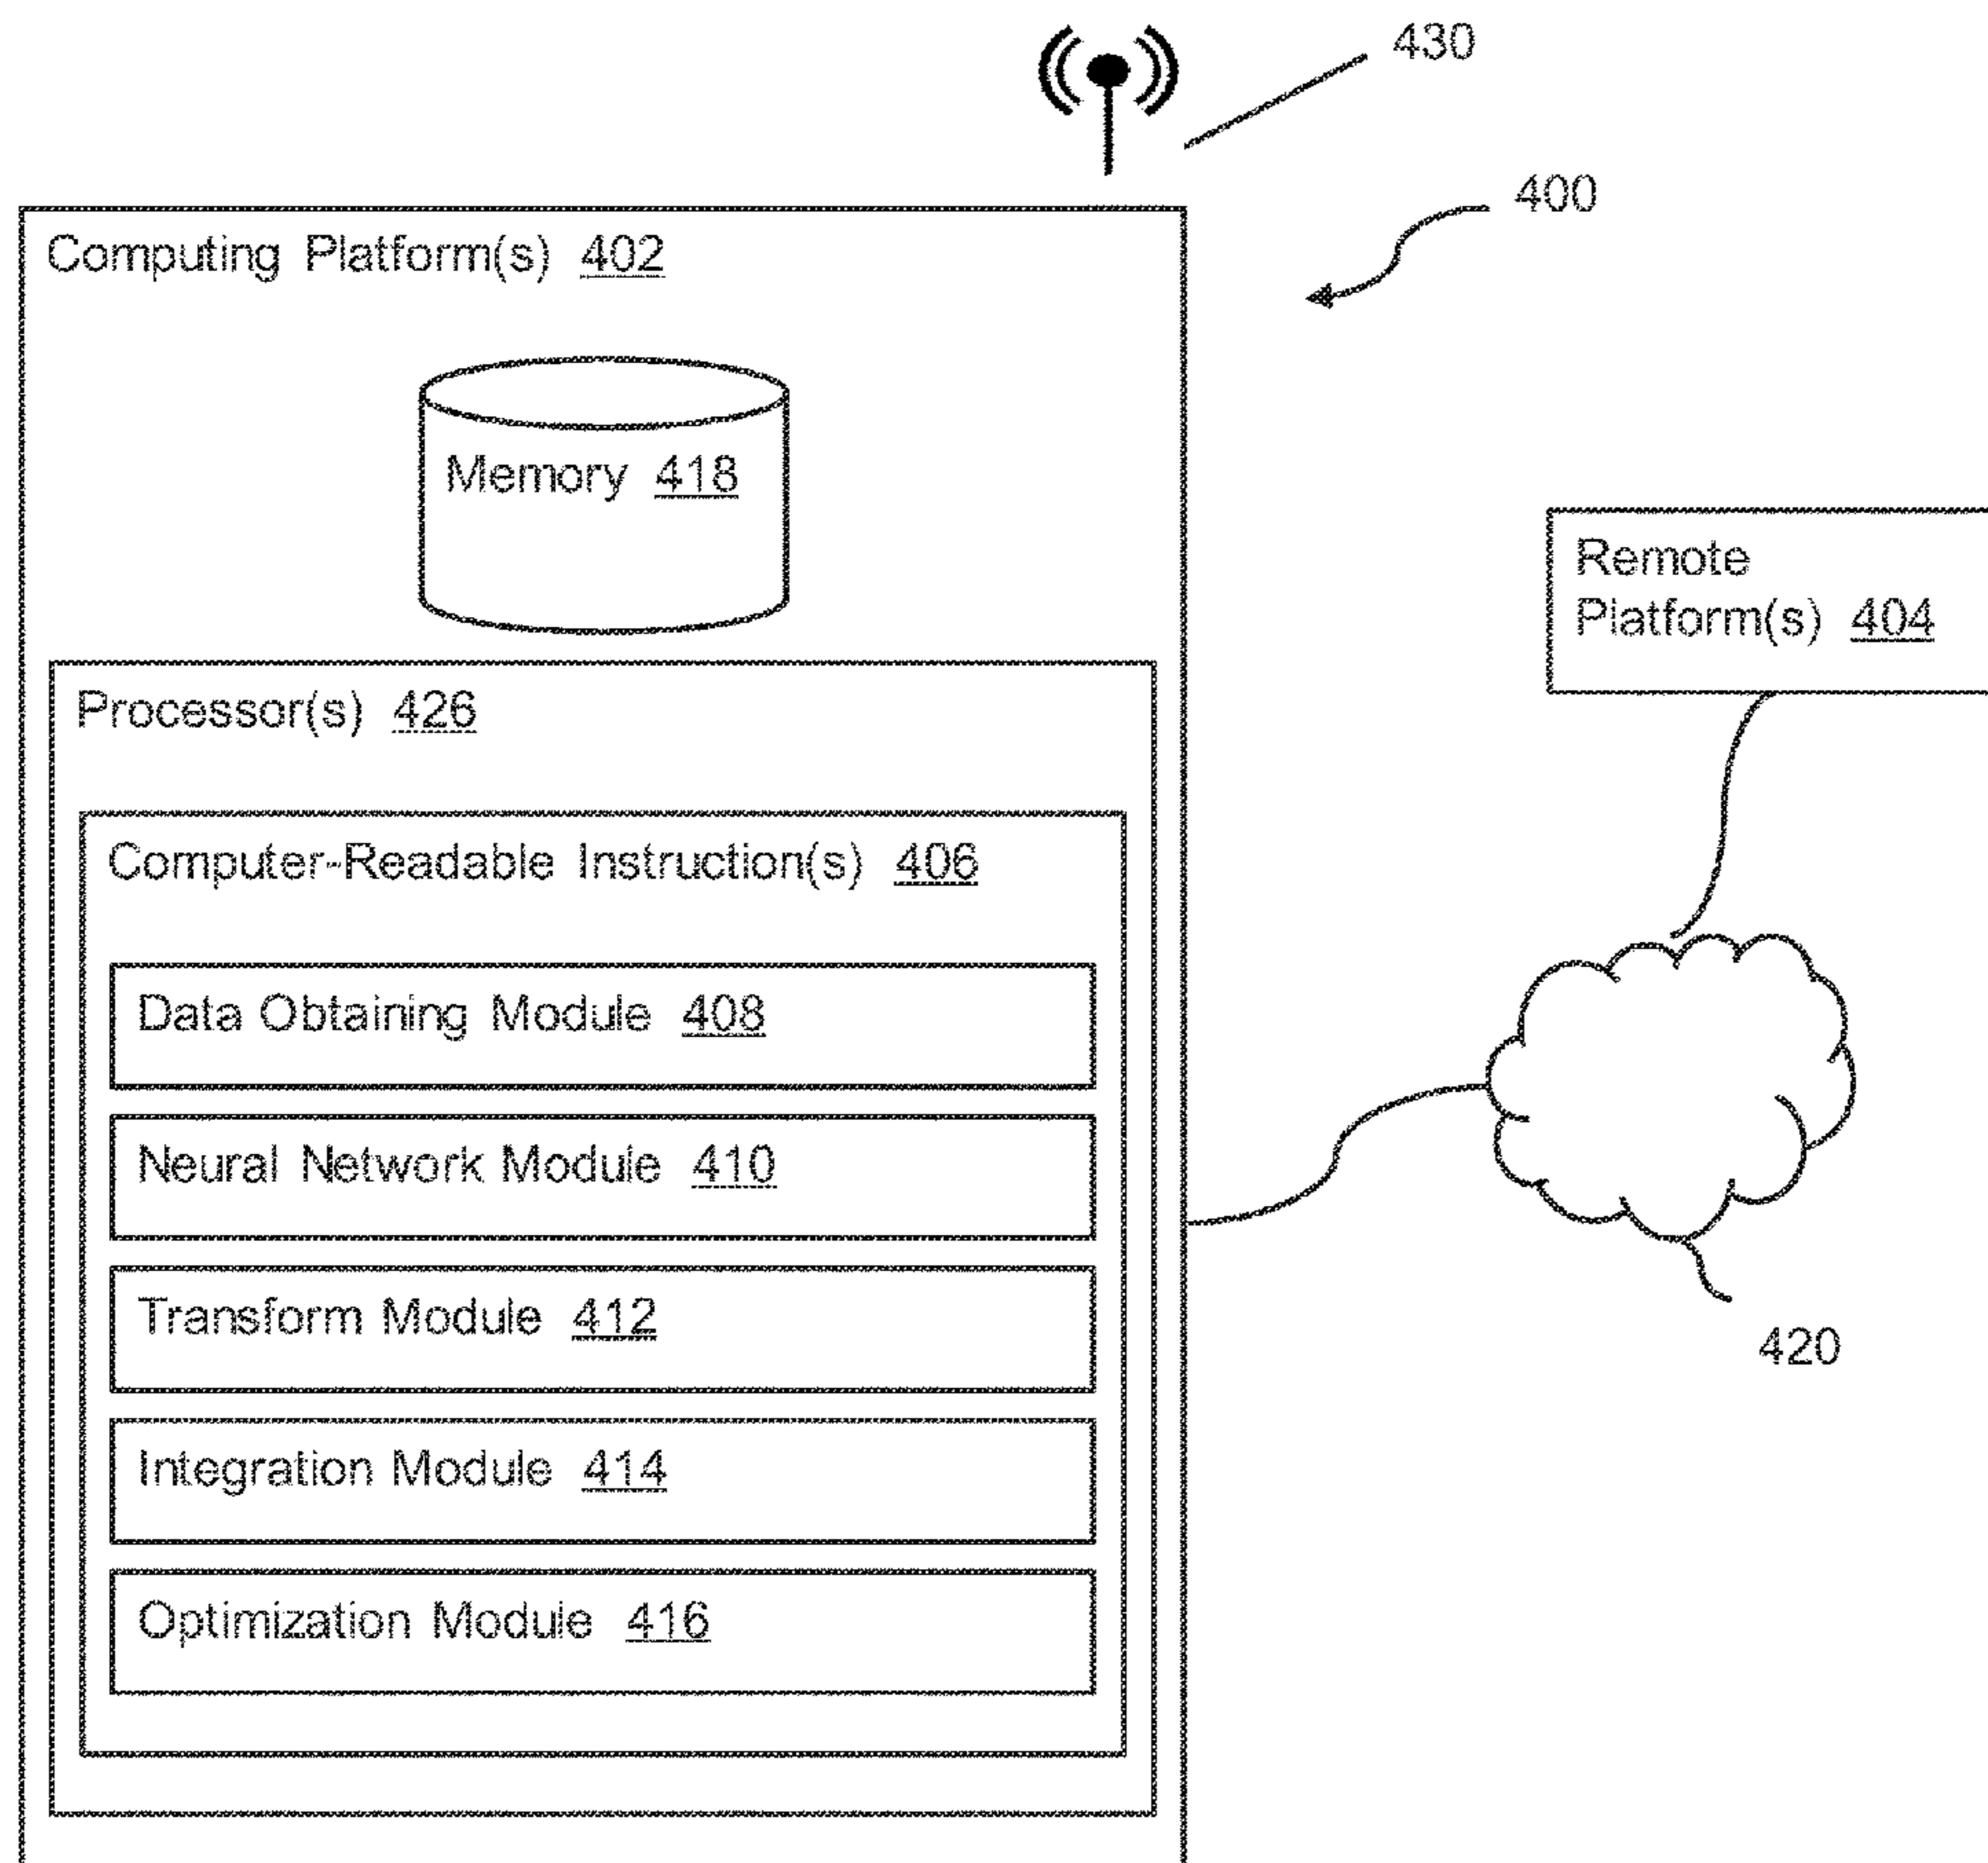 430
400
Computing Platform(s) 402
Memory 418
Remote
Platform(s) 404
Processor(s) 426
Computer-Readable Instruction(s) 406
Data Obtaining Module 408
Neural Network Module 410
Transform Module 412
420
Integration Module 414
Optimization Module 416